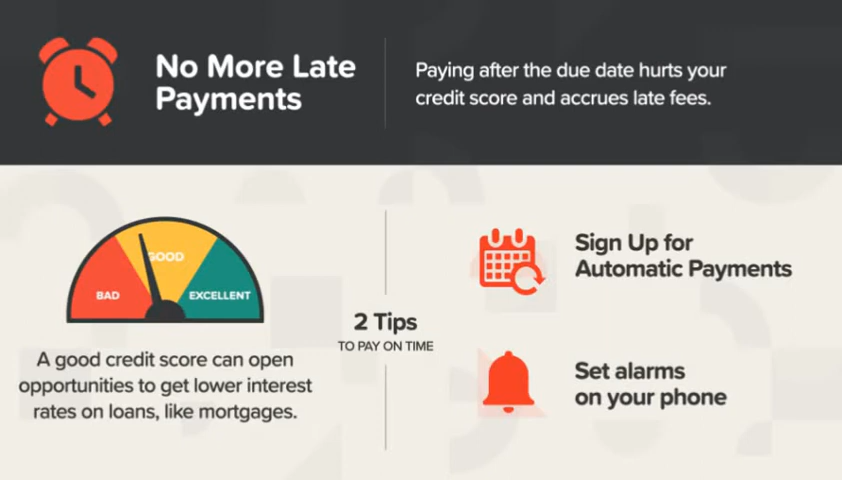 No More Late
Payments
Paying after the due date hurts your
credit score and accrues late fees.
BAD
GOOD
EXCELLENT
A good credit score can open
opportunities to get lower interest
rates on loans, like mortgages.
2 Tips
TO PAY ON TIME
Sign Up for
Automatic Payments
Set alarms
on your phone